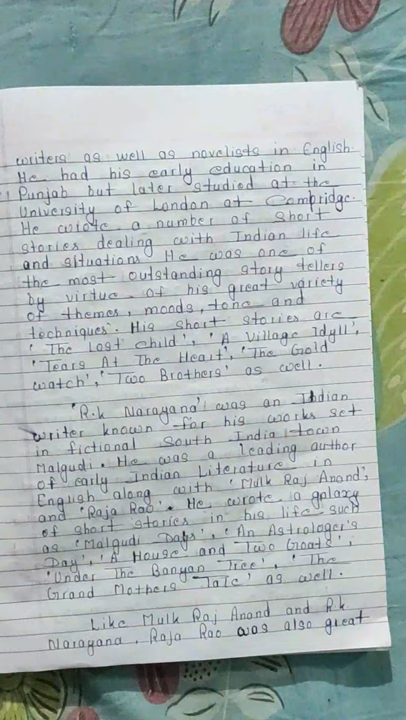 writers as well as novelists in English.
He had his early education in
Punjab but later studied at the
University of London at Cambridge.
He wrote a number of short
stories dealing with Indian life
and situations He was one of
the most outstanding story tellers
by virtue of his great variety
of themes, moods, tone and
techniques. His short stories are
'The Lost child', 'A Village Idyll',
'Tears At The Heart', 'The Gold
watch', 'Two Brothers' as well.
'R.k Narayana' was an Indian
writer known for his works set
in fictional South India town
Malgudi. He was a leading author
of early Indian Literature in
English along with 'Mulk Raj Anand',
and 'Raja Rao'. He wrote a galaxy
of short stories in his life such
as 'Malgudi Days', 'An Astrologer's
Day', 'A House and Two Goats',
'Under The Banyan Tree', 'The
Grand Mothers Tale' as well.
Like Mulk Raj Anand and R.k
Narayana. Raja Rao was also great